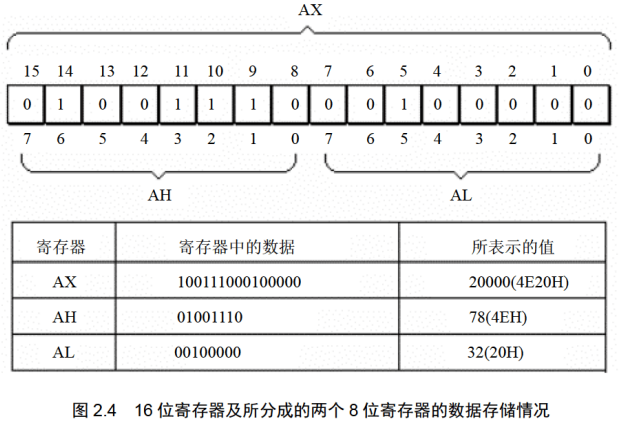 AX
15 14 13 12 11 10 9 8 7 6 5 4 3 2 1 0
0 1 0 0 1 1 1 0 0 0 1 0 0 0 0 0
7 6 5 4 3 2 1 0 7 6 5 4 3 2 1 0
AH AL
寄存器 寄存器中的数据 所表示的值
AX 100111000100000 20000(4E20H)
AH 01001110 78(4EH)
AL 00100000 32(20H)
图 2.4 16 位寄存器及所分成的两个 8 位寄存器的数据存储情况